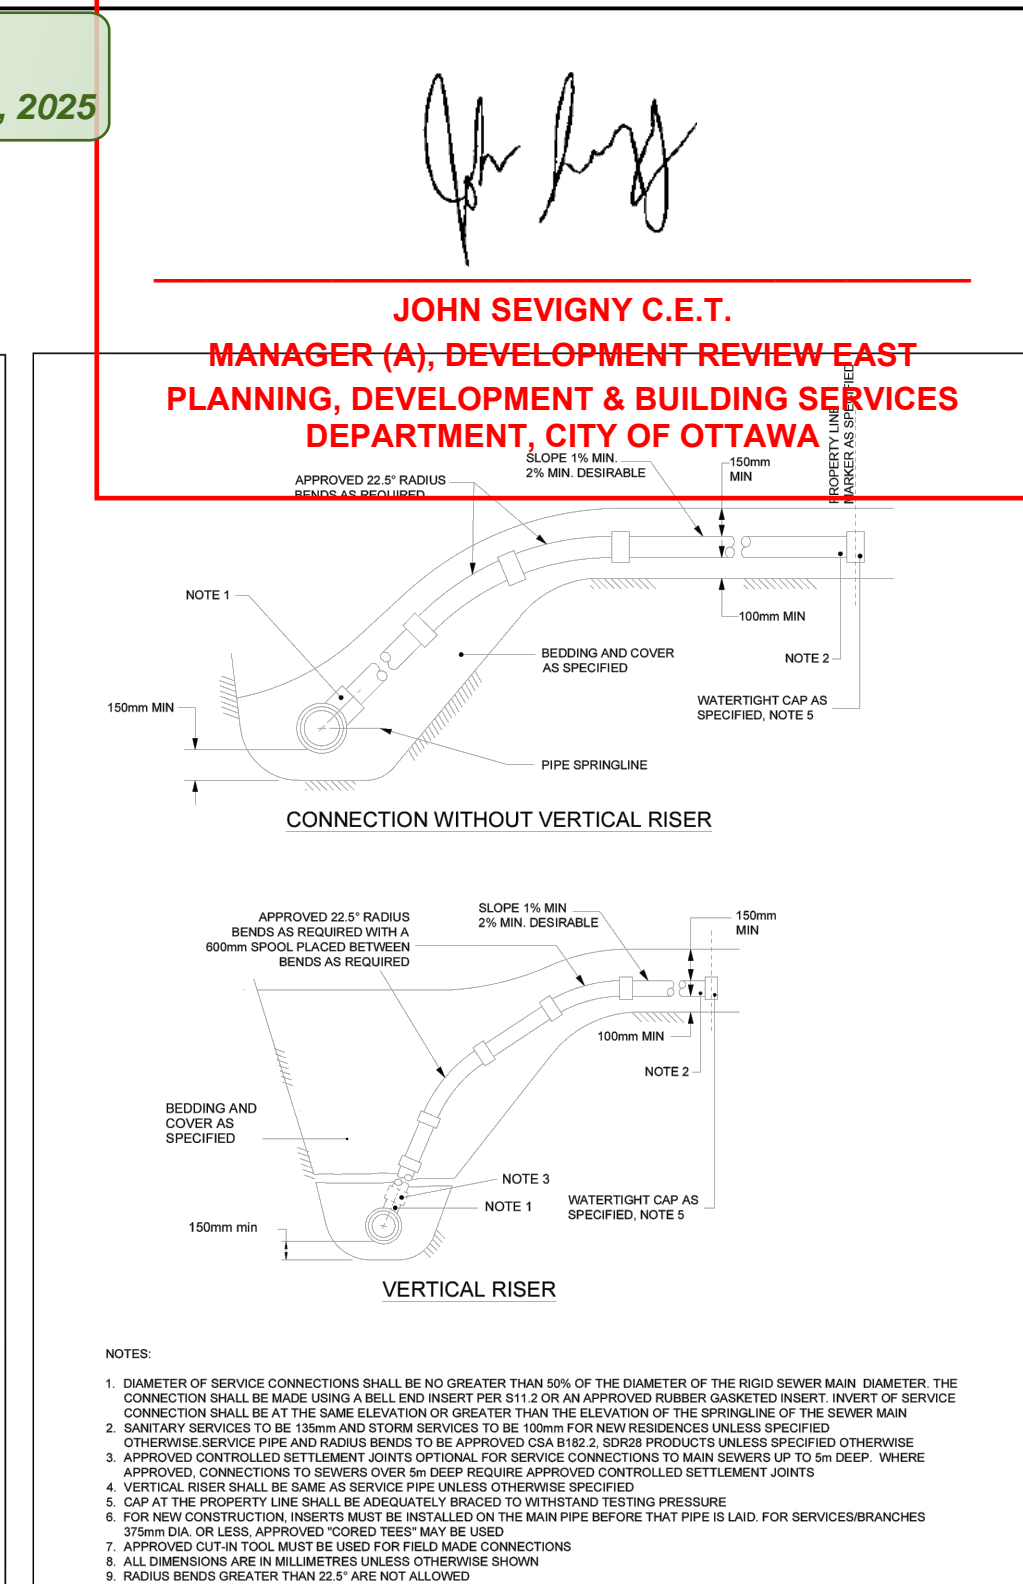 , 2025
John Sevigny
JOHN SEVIGNY C.E.T.
MANAGER (A), DEVELOPMENT REVIEW EAST
PLANNING, DEVELOPMENT & BUILDING SERVICES
DEPARTMENT, CITY OF OTTAWA
PROPERTY LINE
MARKER AS SPECIFIED
SLOPE 1% MIN.
2% MIN. DESIRABLE
150mm
MIN
APPROVED 22.5° RADIUS
BENDS AS REQUIRED
NOTE 1
100mm MIN
BEDDING AND COVER
AS SPECIFIED
NOTE 2
WATERTIGHT CAP AS
SPECIFIED, NOTE 5
150mm MIN
PIPE SPRINGLINE
CONNECTION WITHOUT VERTICAL RISER
APPROVED 22.5° RADIUS
BENDS AS REQUIRED WITH A
600mm SPOOL PLACED BETWEEN
BENDS AS REQUIRED
SLOPE 1% MIN
2% MIN. DESIRABLE
150mm
MIN
100mm MIN
NOTE 2
BEDDING AND
COVER AS
SPECIFIED
NOTE 3
NOTE 1
WATERTIGHT CAP AS
SPECIFIED, NOTE 5
150mm min
VERTICAL RISER
NOTES:
1. DIAMETER OF SERVICE CONNECTIONS SHALL BE NO GREATER THAN 50% OF THE DIAMETER OF THE RIGID SEWER MAIN DIAMETER. THE
CONNECTION SHALL BE MADE USING A BELL END INSERT PER S11.2 OR AN APPROVED RUBBER GASKETED INSERT. INVERT OF SERVICE
CONNECTION SHALL BE AT THE SAME ELEVATION OR GREATER THAN THE ELEVATION OF THE SPRINGLINE OF THE SEWER MAIN
2. SANITARY SERVICES TO BE 135mm AND STORM SERVICES TO BE 100mm FOR NEW RESIDENCES UNLESS SPECIFIED
OTHERWISE.SERVICE PIPE AND RADIUS BENDS TO BE APPROVED CSA B182.2, SDR28 PRODUCTS UNLESS SPECIFIED OTHERWISE
3. APPROVED CONTROLLED SETTLEMENT JOINTS OPTIONAL FOR SERVICE CONNECTIONS TO MAIN SEWERS UP TO 5m DEEP. WHERE
APPROVED, CONNECTIONS TO SEWERS OVER 5m DEEP REQUIRE APPROVED CONTROLLED SETTLEMENT JOINTS
4. VERTICAL RISER SHALL BE SAME AS SERVICE PIPE UNLESS OTHERWISE SPECIFIED
5. CAP AT THE PROPERTY LINE SHALL BE ADEQUATELY BRACED TO WITHSTAND TESTING PRESSURE
6. FOR NEW CONSTRUCTION, INSERTS MUST BE INSTALLED ON THE MAIN PIPE BEFORE THAT PIPE IS LAID. FOR SERVICES/BRANCHES
375mm DIA. OR LESS, APPROVED "CORED TEES" MAY BE USED
7. APPROVED CUT-IN TOOL MUST BE USED FOR FIELD MADE CONNECTIONS
8. ALL DIMENSIONS ARE IN MILLIMETRES UNLESS OTHERWISE SHOWN
9. RADIUS BENDS GREATER THAN 22.5° ARE NOT ALLOWED